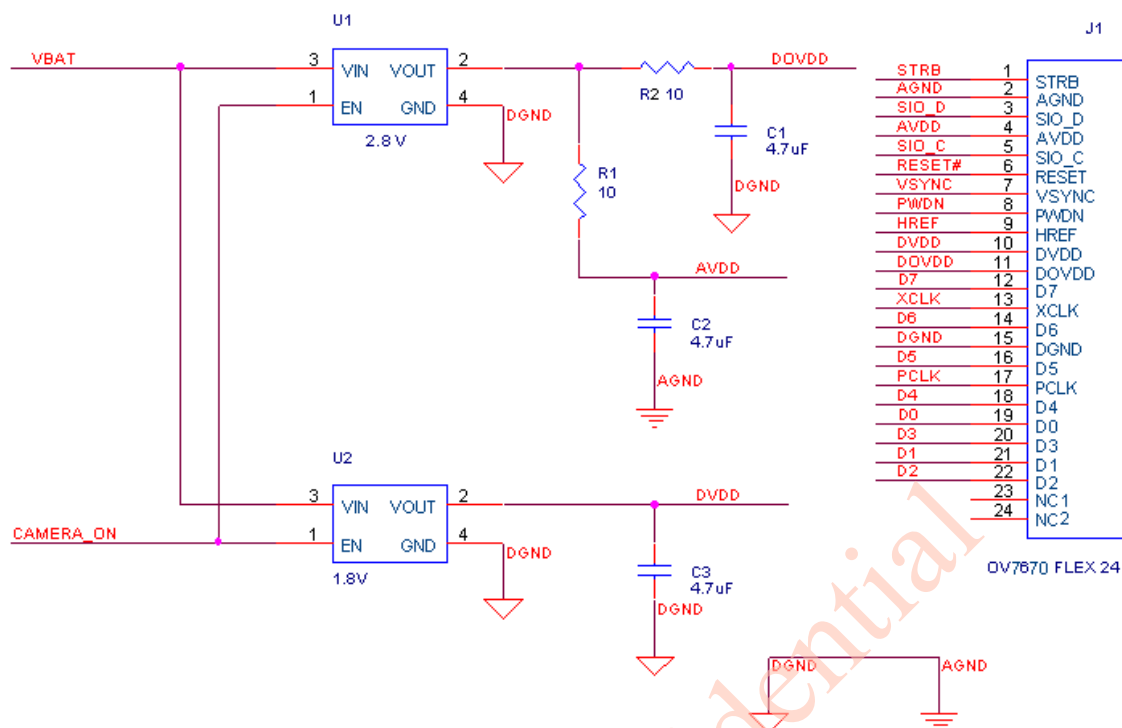 U1
VBAT
3 VIN VOUT 2
1 EN GND 4
DGND
2.8 V
R2 10
DOVDD
C1
4.7uF
DGND
R1
10
AVDD
C2
4.7uF
AGND
U2
3 VIN VOUT 2
CAMERA_ON
1 EN GND 4
DGND
1.8V
DVDD
C3
4.7uF
DGND
J1
STRB 1 STRB
AGND 2 AGND
SIO_D 3 SIO_D
AVDD 4 AVDD
SIO_C 5 SIO_C
RESET# 6 RESET
VSYNC 7 VSYNC
PWDN 8 PWDN
HREF 9 HREF
DVDD 10 DVDD
DOVDD 11 DOVDD
D7 12 D7
XCLK 13 XCLK
D6 14 D6
DGND 15 DGND
D5 16 D5
PCLK 17 PCLK
D4 18 D4
D0 19 D0
D3 20 D3
D1 21 D1
D2 22 D2
23 NC1
24 NC2
OV7670 FLEX 24
DGND AGND